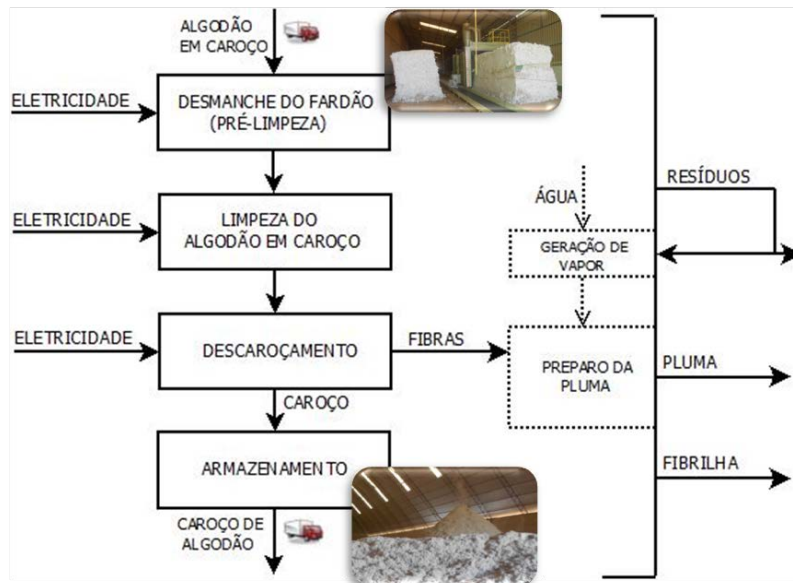 ALGODÃO
EM CAROÇO
ELETRICIDADE
DESMANCHE DO FARDÃO
(PRÉ-LIMPEZA)
ELETRICIDADE
LIMPEZA DO
ALGODÃO EM CAROÇO
ELETRICIDADE
DESCAROÇAMENTO
FIBRAS
CAROÇO
ARMAZENAMENTO
CAROÇO DE
ALGODÃO
ÁGUA
GERAÇÃO DE
VAPOR
PREPARO DA
PLUMA
RESÍDUOS
PLUMA
FIBRILHA